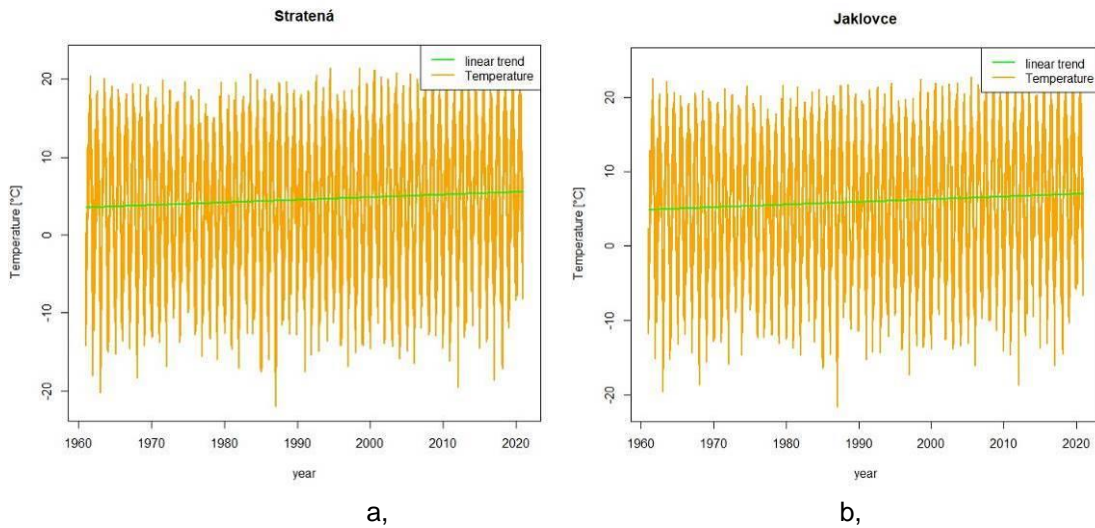 Stratená
linear trend
Temperature
Temperature [°C]
20
10
0
-10
-20
1960 1970 1980 1990 2000 2010 2020
year
a,
Jaklovce
linear trend
Temperature
Temperature [°C]
20
10
0
-10
-20
1960 1970 1980 1990 2000 2010 2020
year
b,